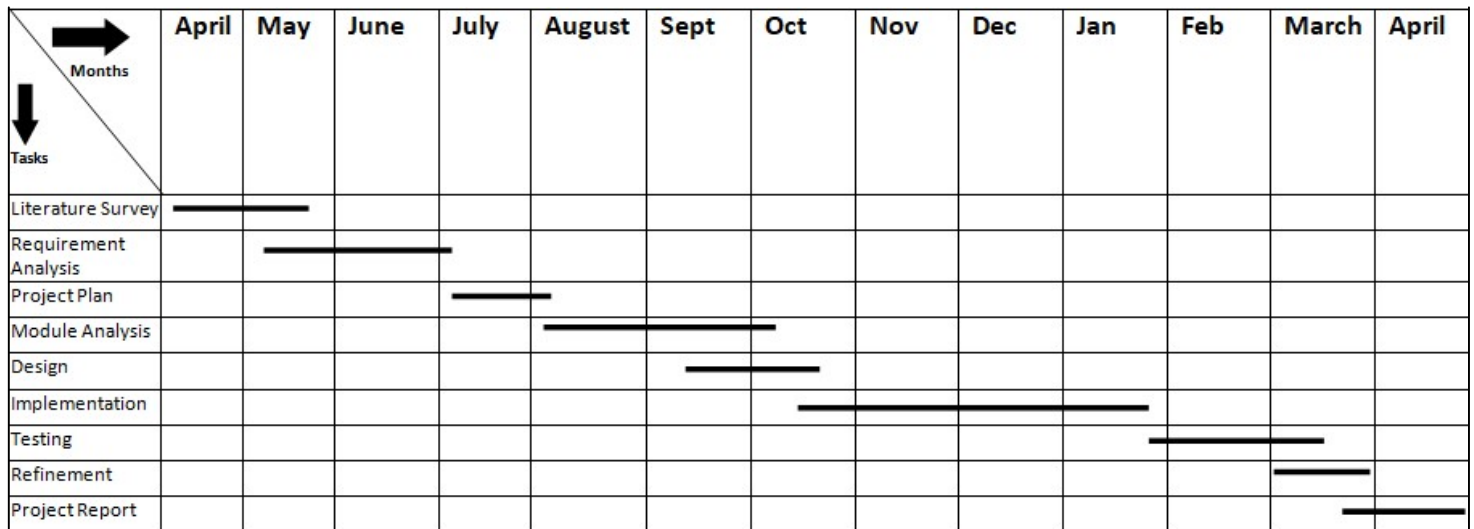 April May June July August Sept Oct Nov Dec Jan Feb March April
Months
Tasks
Literature Survey
Requirement
Analysis
Project Plan
Module Analysis
Design
Implementation
Testing
Refinement
Project Report